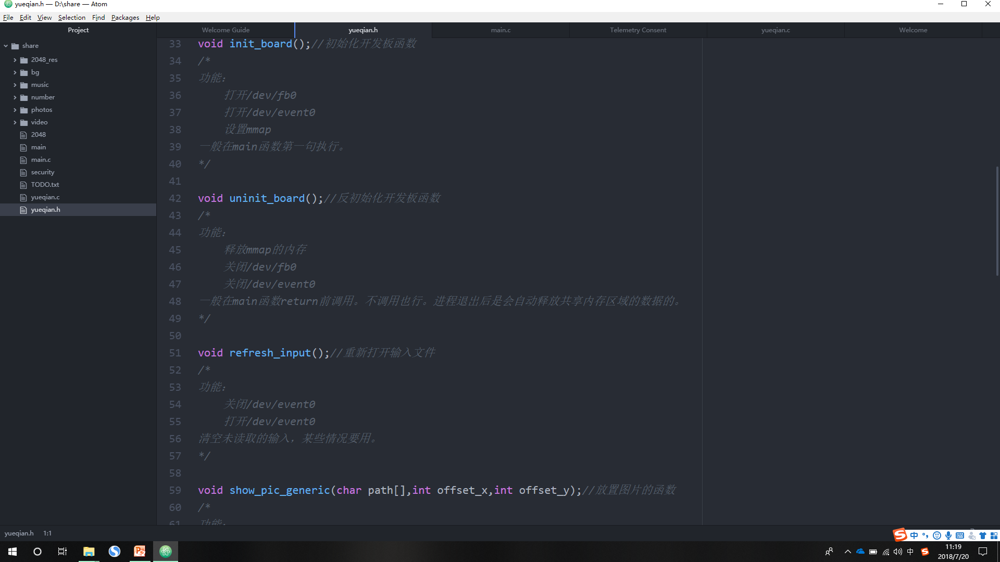 yueqian.h — D:\share — Atom
File Edit View Selection Find Packages Help
Project
Welcome Guide yueqian.h main.c Telemetry Consent yueqian.c Welcome
share
2048_res
bg
music
number
photos
video
2048
main
main.c
security
TODO.txt
yueqian.c
yueqian.h
33 void init_board();//初始化开发板函数
34 /*
35 功能：
36 打开/dev/fb0
37 打开/dev/event0
38 设置mmap
39 一般在main函数第一句执行。
40 */
41
42 void uninit_board();//反初始化开发板函数
43 /*
44 功能：
45 释放mmap的内存
46 关闭/dev/fb0
47 关闭/dev/event0
48 一般在main函数return前调用。不调用也行。进程退出后是会自动释放共享内存区域的数据的。
49 */
50
51 void refresh_input();//重新打开输入文件
52 /*
53 功能：
54 关闭/dev/event0
55 打开/dev/event0
56 清空未读取的输入，某些情况要用。
57 */
58
59 void show_pic_generic(char path[],int offset_x,int offset_y);//放置图片的函数
60 /*
61 功能：
yueqian.h 1:1
中
中
11:19
2018/7/20